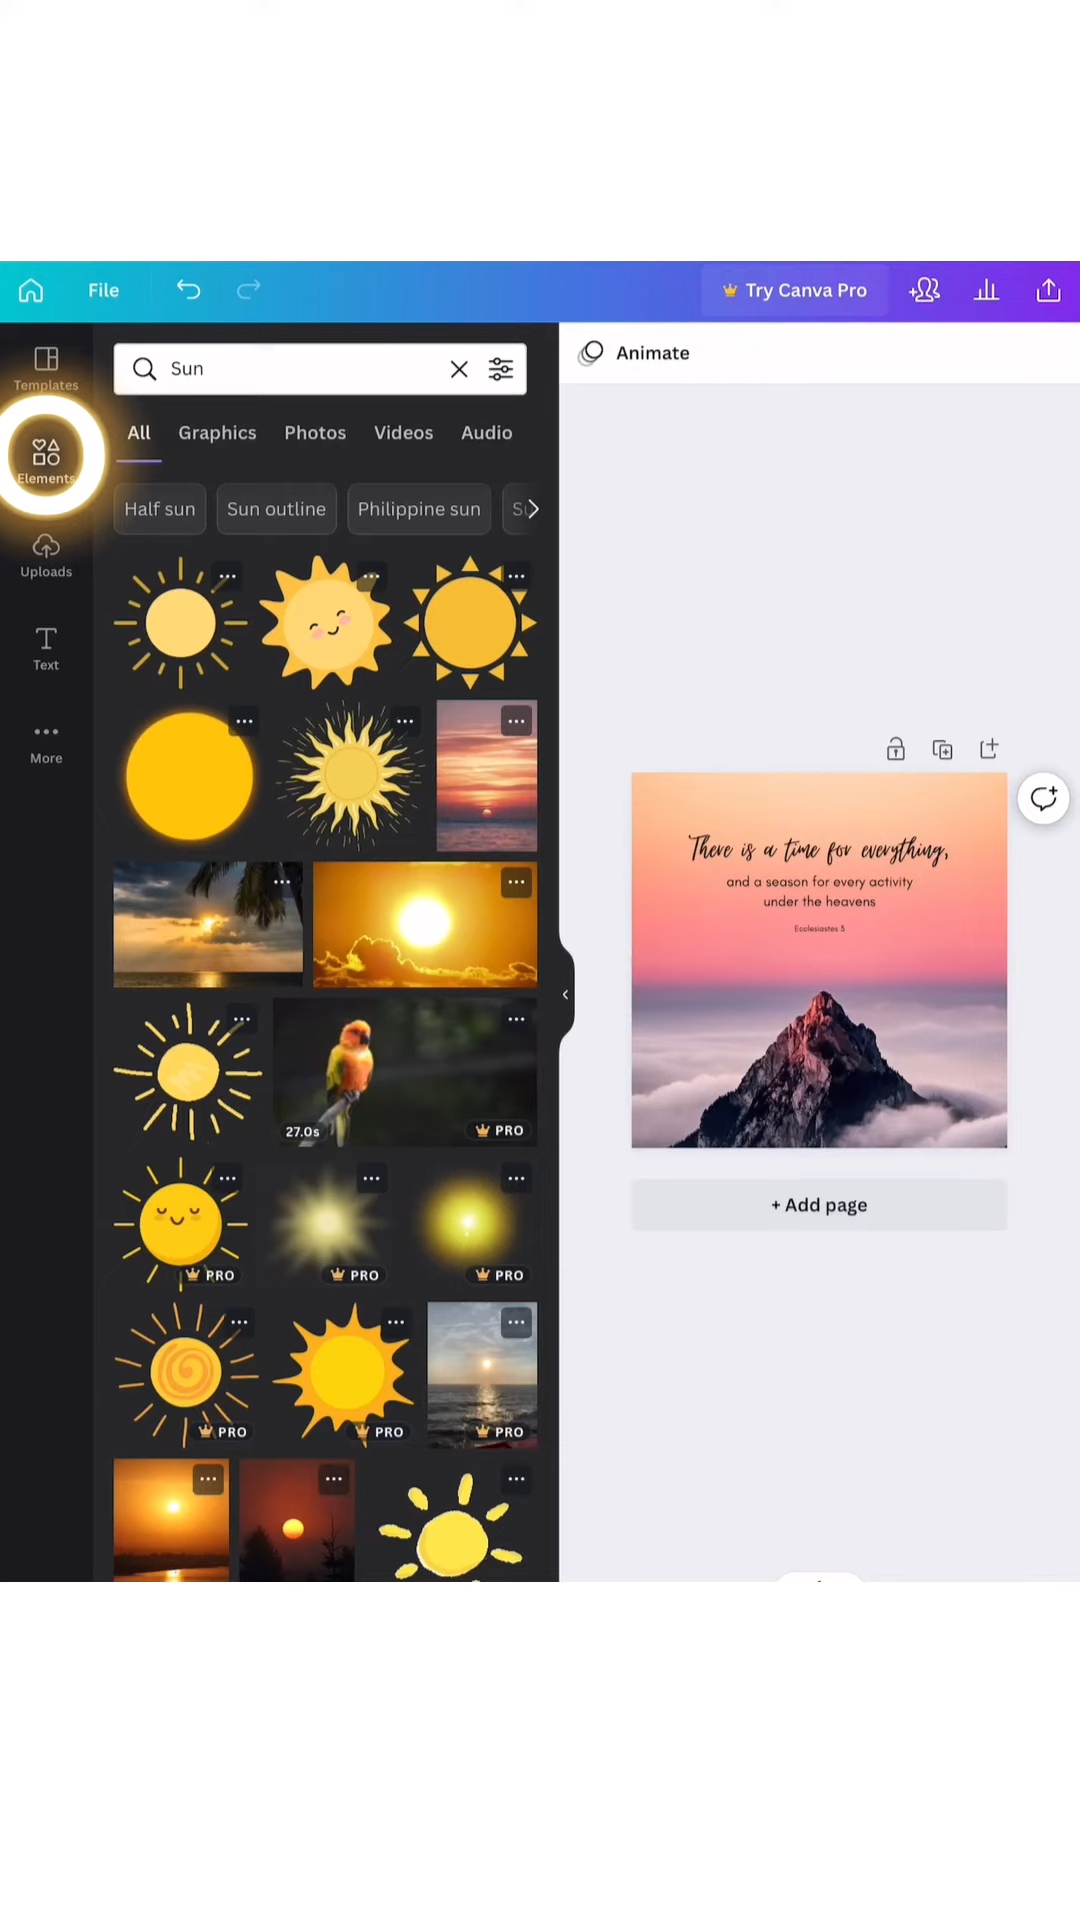 File
Try Canva Pro
Templates
Elements
Uploads
Text
More
Sun
All Graphics Photos Videos Audio
Half sun Sun outline Philippine sun
27.0s
PRO
PRO PRO PRO
PRO PRO PRO
Animate
There is a time for everything,
and a season for every activity
under the heavens
Ecclesiastes 3
+ Add page